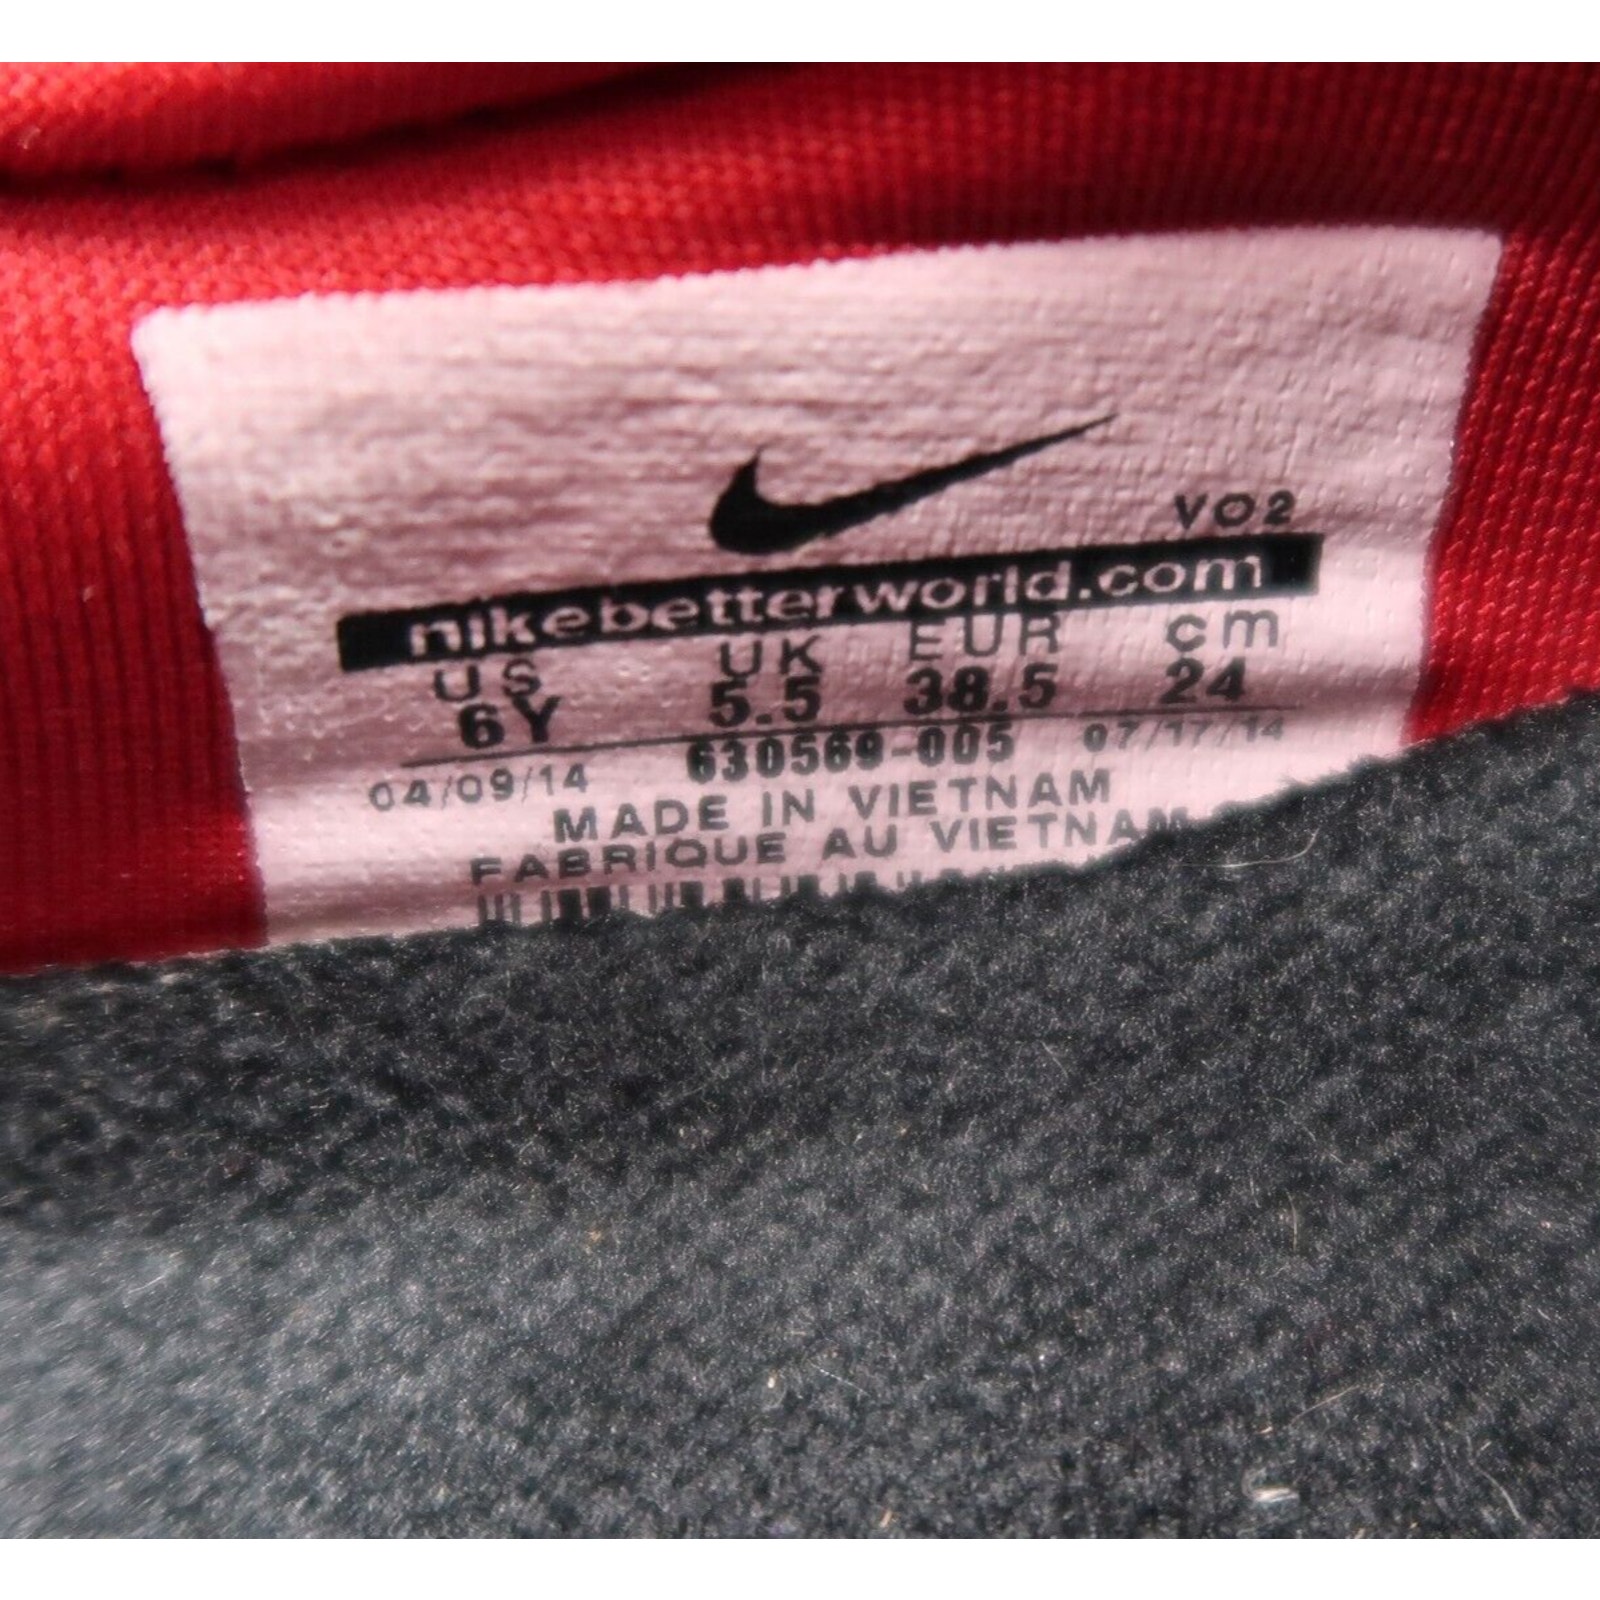 VO2
nikebetterworld.com
US UK EUR cm
6Y 5.5 38.5 24
04/09/14 630569-005 07/17/14
MADE IN VIETNAM
FABRIQUE AU VIETNAM